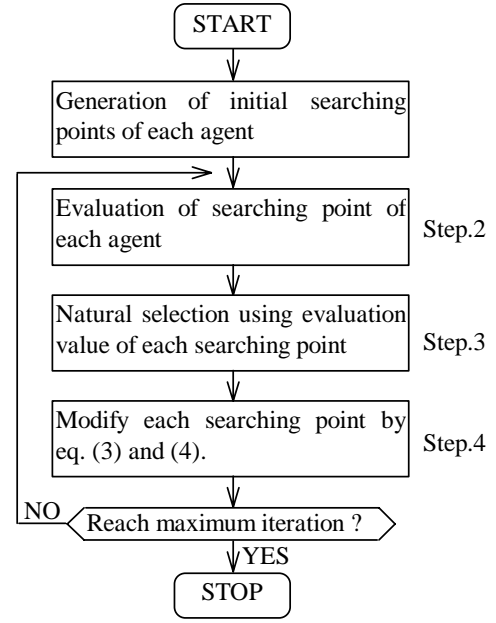 START
Generation of initial searching
points of each agent
Evaluation of searching point of
each agent
Step.2
Natural selection using evaluation
value of each searching point
Step.3
Modify each searching point by
eq. (3) and (4).
Step.4
NO
Reach maximum iteration ?
YES
STOP